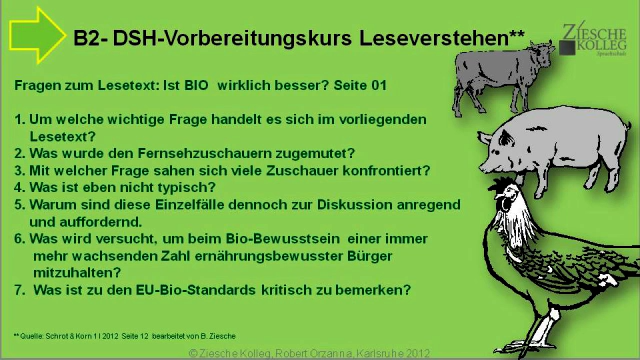 B2- DSH-Vorbereitungskurs Leseverstehen**
ZIESCHE
KOLLEG
Sprachschule
Fragen zum Lesetext: Ist BIO wirklich besser? Seite 01
1. Um welche wichtige Frage handelt es sich im vorliegenden
Lesetext?
2. Was wurde den Fernsehzuschauern zugemutet?
3. Mit welcher Frage sahen sich viele Zuschauer konfrontiert?
4. Was ist eben nicht typisch?
5. Warum sind diese Einzelfälle dennoch zur Diskussion anregend
und auffordernd.
6. Was wird versucht, um beim Bio-Bewusstsein einer immer
mehr wachsenden Zahl ernährungsbewusster Bürger
mitzuhalten?
7. Was ist zu den EU-Bio-Standards kritisch zu bemerken?
** Quelle: Schrot & Korn 1 I 2012 Seite 12 bearbeitet von B. Ziesche
© Ziesche Kolleg, Robert Orzanna, Karlsruhe 2012